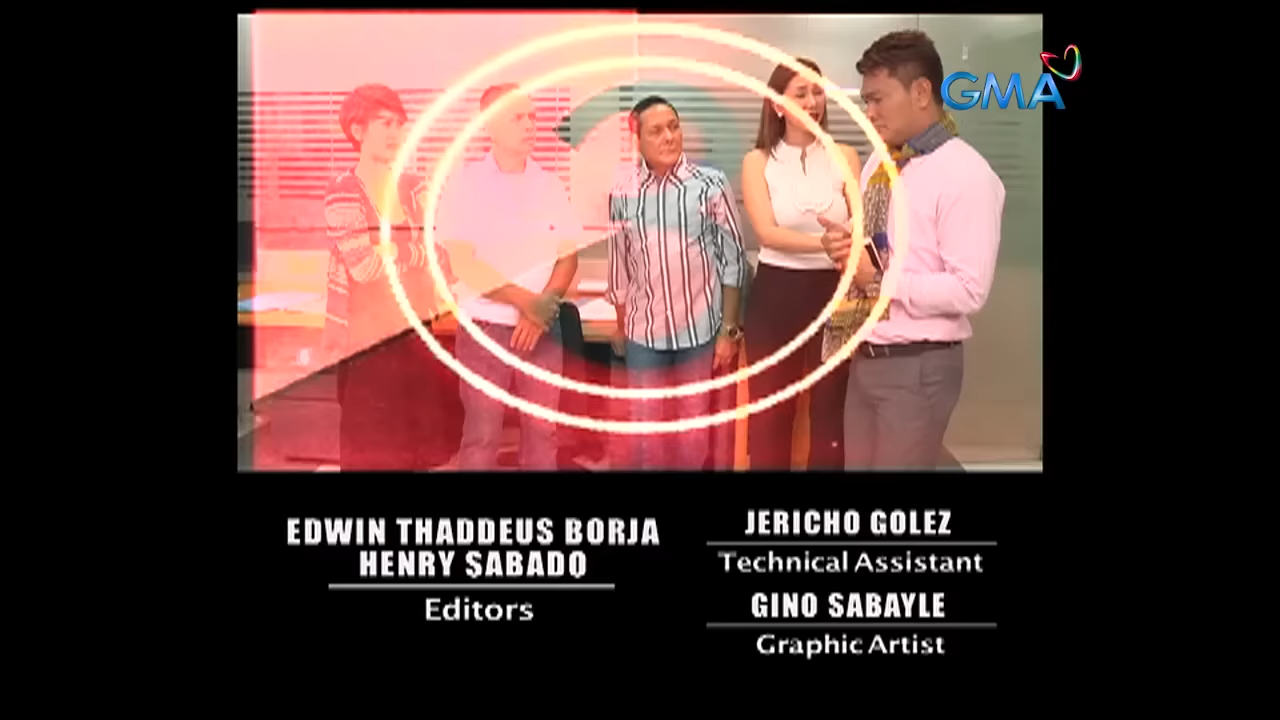 GMA
EDWIN THADDEUS BORJA
HENRY SABADO
Editors
JERICHO GOLEZ
Technical Assistant
GINO SABAYLE
Graphic Artist